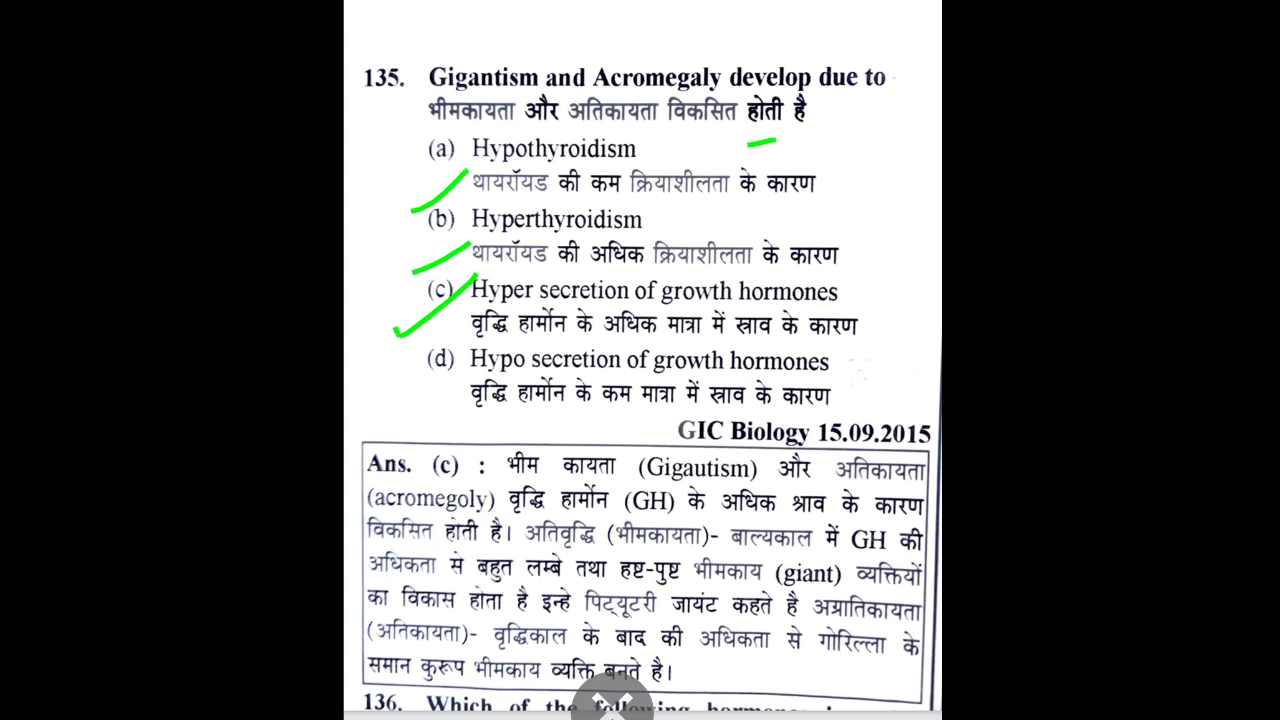 135. Gigantism and Acromegaly develop due to
भीमकायता और अतिकायता विकसित होती है
(a) Hypothyroidism
थायरॉयड की कम क्रियाशीलता के कारण
(b) Hyperthyroidism
थायरॉयड की अधिक क्रियाशीलता के कारण
(c) Hyper secretion of growth hormones
वृद्धि हार्मोन के अधिक मात्रा में स्राव के कारण
(d) Hypo secretion of growth hormones
वृद्धि हार्मोन के कम मात्रा में स्राव के कारण
GIC Biology 15.09.2015
Ans. (c) : भीम कायता (Gigautism) और अतिकायता
(acromegoly) वृद्धि हार्मोन (GH) के अधिक श्राव के कारण
विकसित होती है। अतिवृद्धि (भीमकायता)- बाल्यकाल में GH की
अधिकता से बहुत लम्बे तथा हष्ट-पुष्ट भीमकाय (giant) व्यक्तियों
का विकास होता है इन्हे पिट्यूटरी जायंट कहते है अग्रातिकायता
(अतिकायता)- वृद्धिकाल के बाद की अधिकता से गोरिल्ला के
समान कुरूप भीमकाय व्यक्ति बनते है।
136. Which of the following